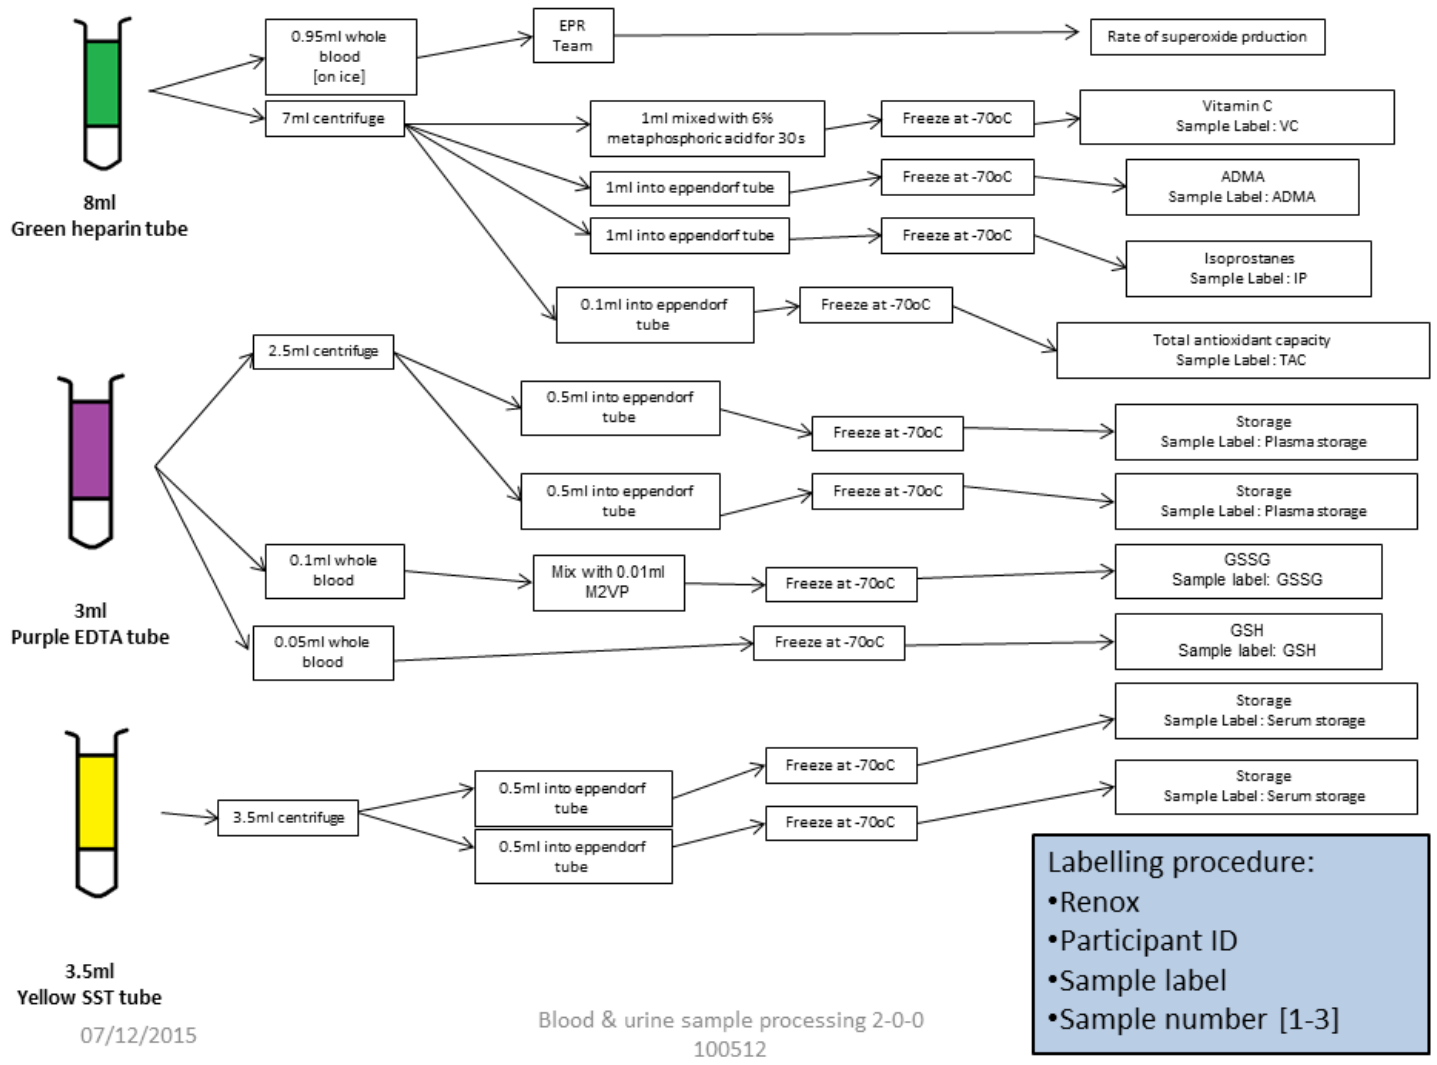 0.95ml whole
blood
[on ice]
EPR
Team
Rate of superoxide prduction
7ml centrifuge
1ml mixed with 6%
metaphosphoric acid for 30s
Freeze at -70oC
Vitamin C
Sample Label: VC
1ml into eppendorf tube
Freeze at -70oC
ADMA
Sample Label: ADMA
1ml into eppendorf tube
Freeze at -70oC
Isoprostanes
Sample Label: IP
0.1ml into eppendorf
tube
Freeze at -70oC
Total antioxidant capacity
Sample Label: TAC
8ml
Green heparin tube
2.5ml centrifuge
0.5ml into eppendorf
tube
Freeze at -70oC
Storage
Sample Label: Plasma storage
0.5ml into eppendorf
tube
Freeze at -70oC
Storage
Sample Label: Plasma storage
0.1ml whole
blood
Mix with 0.01ml
M2VP
Freeze at -70oC
GSSG
Sample label: GSSG
0.05ml whole
blood
Freeze at -70oC
GSH
Sample label: GSH
3ml
Purple EDTA tube
3.5ml centrifuge
0.5ml into eppendorf
tube
Freeze at -70oC
Storage
Sample Label: Serum storage
0.5ml into eppendorf
tube
Freeze at -70oC
Storage
Sample Label: Serum storage
3.5ml
Yellow SST tube
Labelling procedure:
•Renox
•Participant ID
•Sample label
•Sample number [1-3]
07/12/2015
Blood & urine sample processing 2-0-0
100512